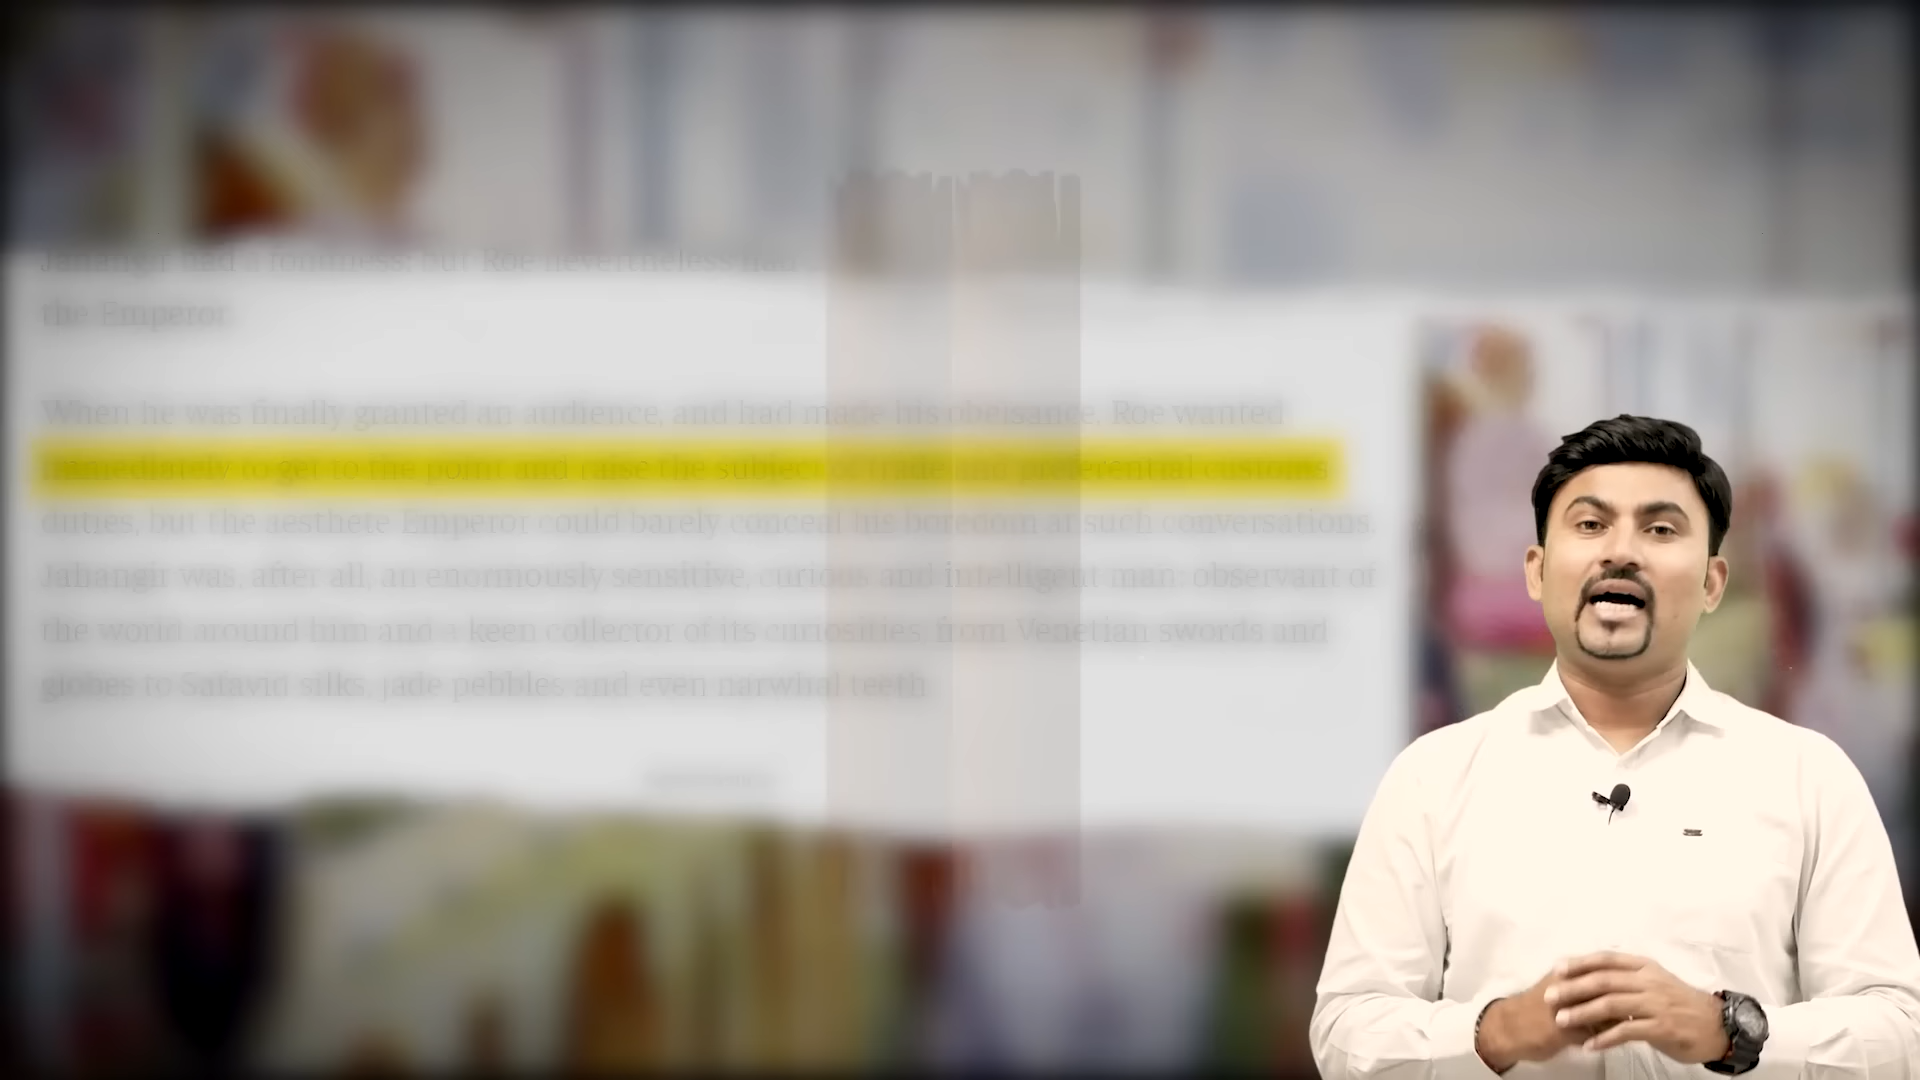 Jahangir had a fondness; but Roe nevertheless had
the Emperor.
When he was finally granted an audience, and had made his obeisance, Roe wanted
immediately to get to the point and raise the subject of trade and preferential customs
duties, but the aesthete Emperor could barely conceal his boredom at such conversations.
Jahangir was, after all, an enormously sensitive, curious and intelligent man: observant of
the world around him and a keen collector of its curiosities, from Venetian swords and
globes to Safavid silks, jade pebbles and even narwhal teeth.